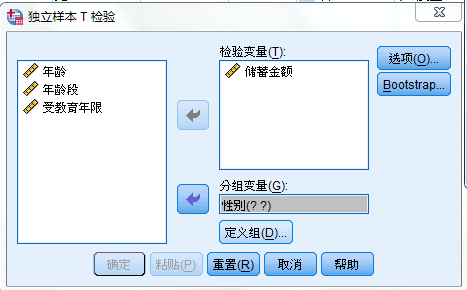 独立样本 T 检验
年龄
年龄段
受教育年限
检验变量(T):
储蓄金额
选项(O)...
Bootstrap...
分组变量(G):
性别(? ?)
定义组(D)...
确定
粘贴(P)
重置(R)
取消
帮助